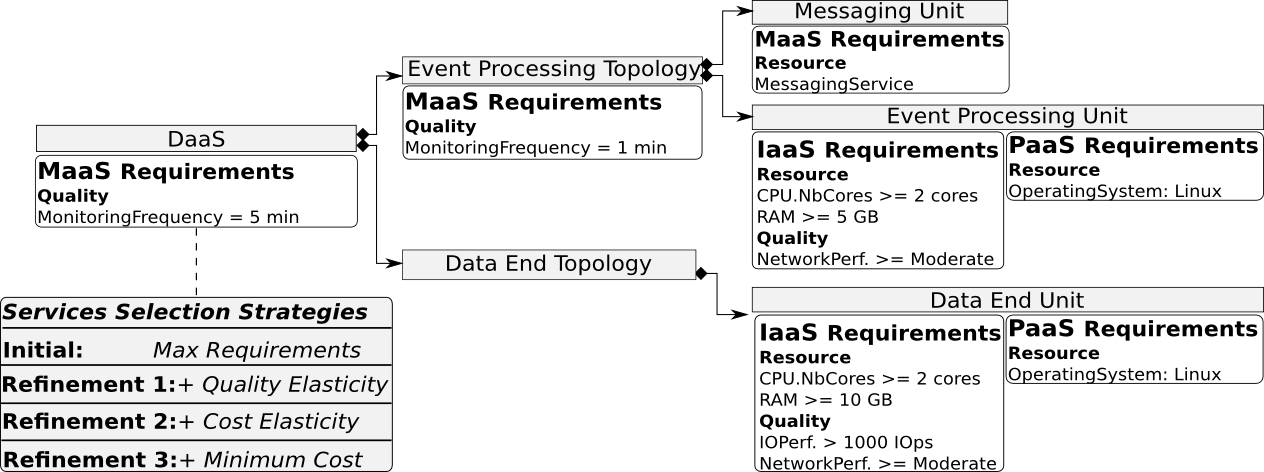 DaaS
MaaS Requirements
Quality
MonitoringFrequency = 5 min
Services Selection Strategies
Initial: Max Requirements
Refinement 1:+ Quality Elasticity
Refinement 2:+ Cost Elasticity
Refinement 3:+ Minimum Cost
Event Processing Topology
MaaS Requirements
Quality
MonitoringFrequency = 1 min
Data End Topology
Messaging Unit
MaaS Requirements
Resource
MessagingService
Event Processing Unit
IaaS Requirements
Resource
CPU.NbCores >= 2 cores
RAM >= 5 GB
Quality
NetworkPerf. >= Moderate
PaaS Requirements
Resource
OperatingSystem: Linux
Data End Unit
IaaS Requirements
Resource
CPU.NbCores >= 2 cores
RAM >= 10 GB
Quality
IOPerf. > 1000 IOps
NetworkPerf. >= Moderate
PaaS Requirements
Resource
OperatingSystem: Linux